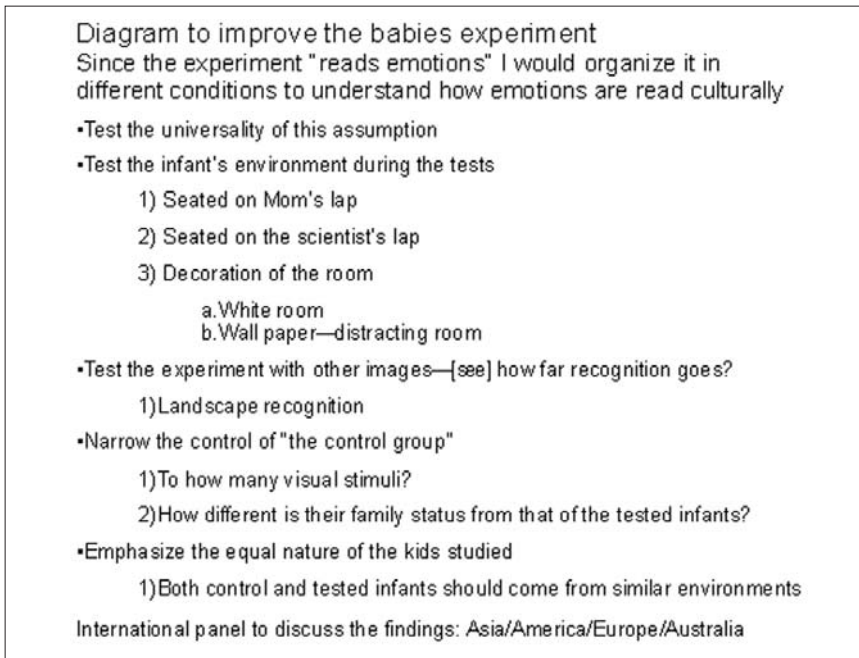 Diagram to improve the babies experiment
Since the experiment "reads emotions" I would organize it in
different conditions to understand how emotions are read culturally
•Test the universality of this assumption
•Test the infant's environment during the tests
1) Seated on Mom's lap
2) Seated on the scientist's lap
3) Decoration of the room
a.White room
b.Wall paper—distracting room
•Test the experiment with other images—[see] how far recognition goes?
1)Landscape recognition
•Narrow the control of "the control group"
1)To how many visual stimuli?
2)How different is their family status from that of the tested infants?
•Emphasize the equal nature of the kids studied
1)Both control and tested infants should come from similar environments
International panel to discuss the findings: Asia/America/Europe/Australia